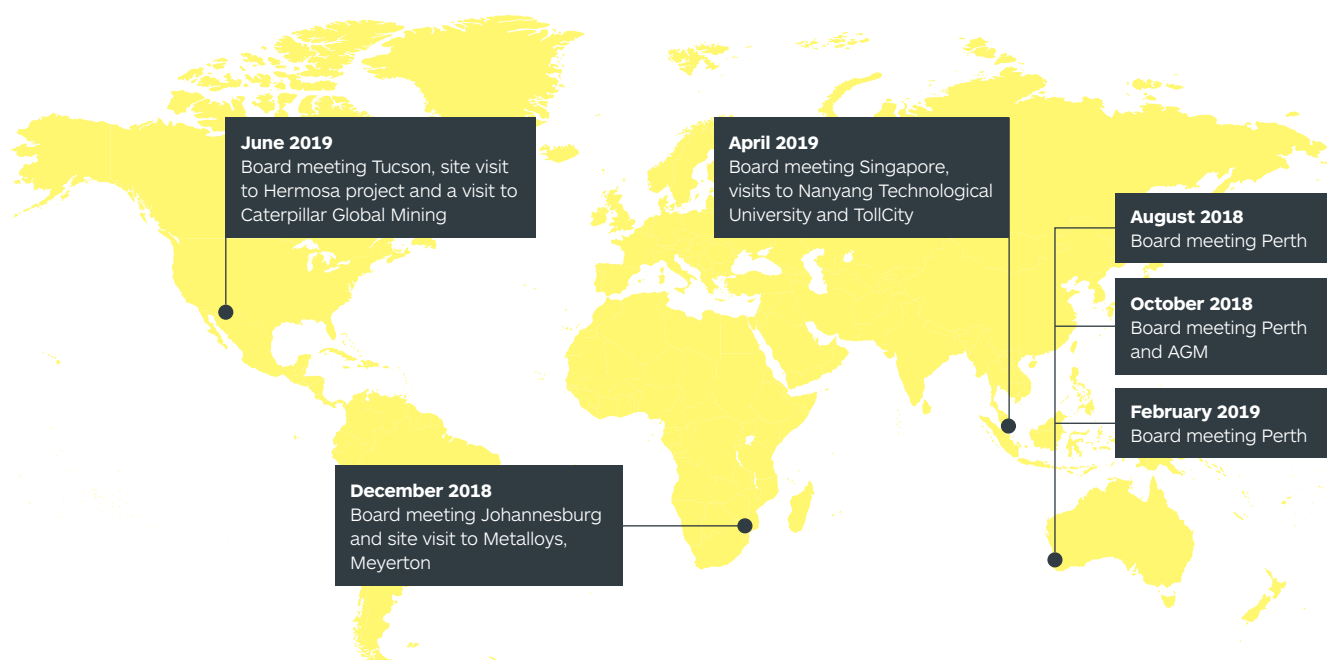 June 2019
Board meeting Tucson, site visit
to Hermosa project and a visit to
Caterpillar Global Mining
April 2019
Board meeting Singapore,
visits to Nanyang Technological
University and TollCity
August 2018
Board meeting Perth
October 2018
Board meeting Perth
and AGM
February 2019
Board meeting Perth
December 2018
Board meeting Johannesburg
and site visit to Metalloys,
Meyerton